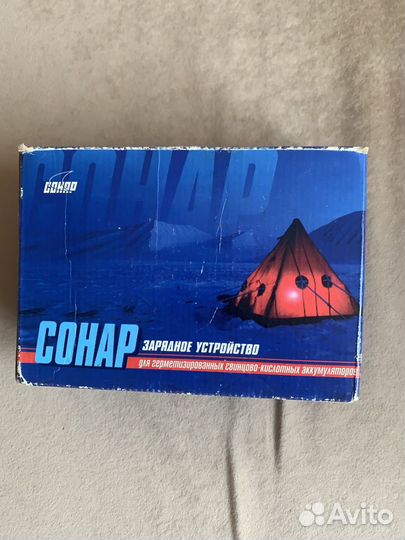 СОНАР
СОНАР
СОНАР
ЗАРЯДНОЕ УСТРОЙСТВО
для герметизированных свинцово-кислотных аккумуляторов
Avito